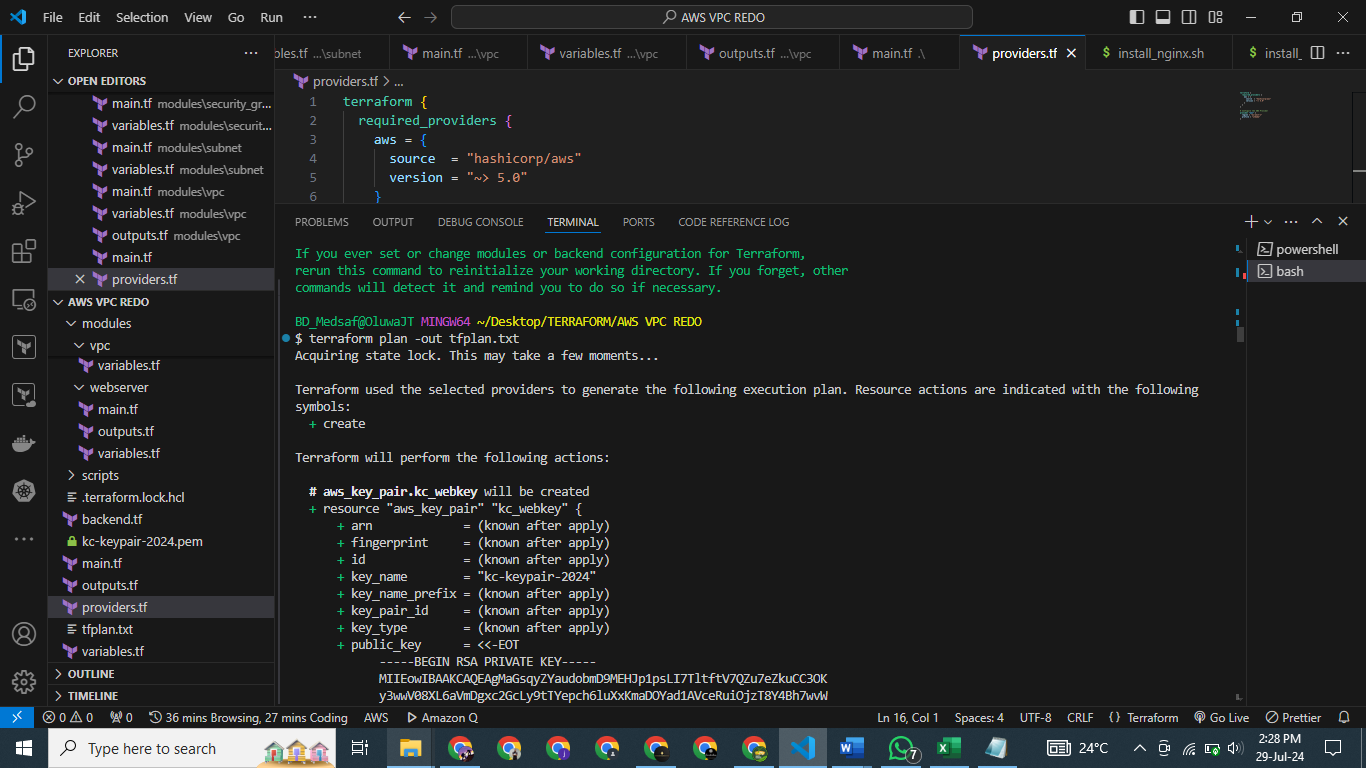 File Edit Selection View Go Run ··· AWS VPC REDO
EXPLORER
OPEN EDITORS
main.tf modules\security_gr...
variables.tf modules\securit...
main.tf modules\subnet
variables.tf modules\subnet
main.tf modules\vpc
variables.tf modules\vpc
outputs.tf modules\vpc
main.tf
providers.tf
AWS VPC REDO
modules
vpc
variables.tf
webserver
main.tf
outputs.tf
variables.tf
scripts
.terraform.lock.hcl
backend.tf
kc-keypair-2024.pem
main.tf
outputs.tf
providers.tf
tfplan.txt
variables.tf
OUTLINE
TIMELINE
bles.tf ...\subnet main.tf ...\vpc variables.tf ...\vpc outputs.tf ...\vpc main.tf .\ providers.tf $ install_nginx.sh $ install_
providers.tf > ...
1 terraform {
2 required_providers {
3 aws = {
4 source = "hashicorp/aws"
5 version = "~> 5.0"
6 }
PROBLEMS OUTPUT DEBUG CONSOLE TERMINAL PORTS CODE REFERENCE LOG
powershell
bash
If you ever set or change modules or backend configuration for Terraform,
rerun this command to reinitialize your working directory. If you forget, other
commands will detect it and remind you to do so if necessary.
BD_Medsaf@OluwaJT MINGW64 ~/Desktop/TERRAFORM/AWS VPC REDO
$ terraform plan -out tfplan.txt
Acquiring state lock. This may take a few moments...
Terraform used the selected providers to generate the following execution plan. Resource actions are indicated with the following
symbols:
+ create
Terraform will perform the following actions:
# aws_key_pair.kc_webkey will be created
+ resource "aws_key_pair" "kc_webkey" {
+ arn = (known after apply)
+ fingerprint = (known after apply)
+ id = (known after apply)
+ key_name = "kc-keypair-2024"
+ key_name_prefix = (known after apply)
+ key_pair_id = (known after apply)
+ key_type = (known after apply)
+ public_key = <<-EOT
-----BEGIN RSA PRIVATE KEY-----
0 0 0 36 mins Browsing, 27 mins Coding AWS Amazon Q Ln 16, Col 1 Spaces: 4 UTF-8 CRLF {} Terraform Go Live Prettier
Type here to search 7 24°C 2:28 PM
29-Jul-24